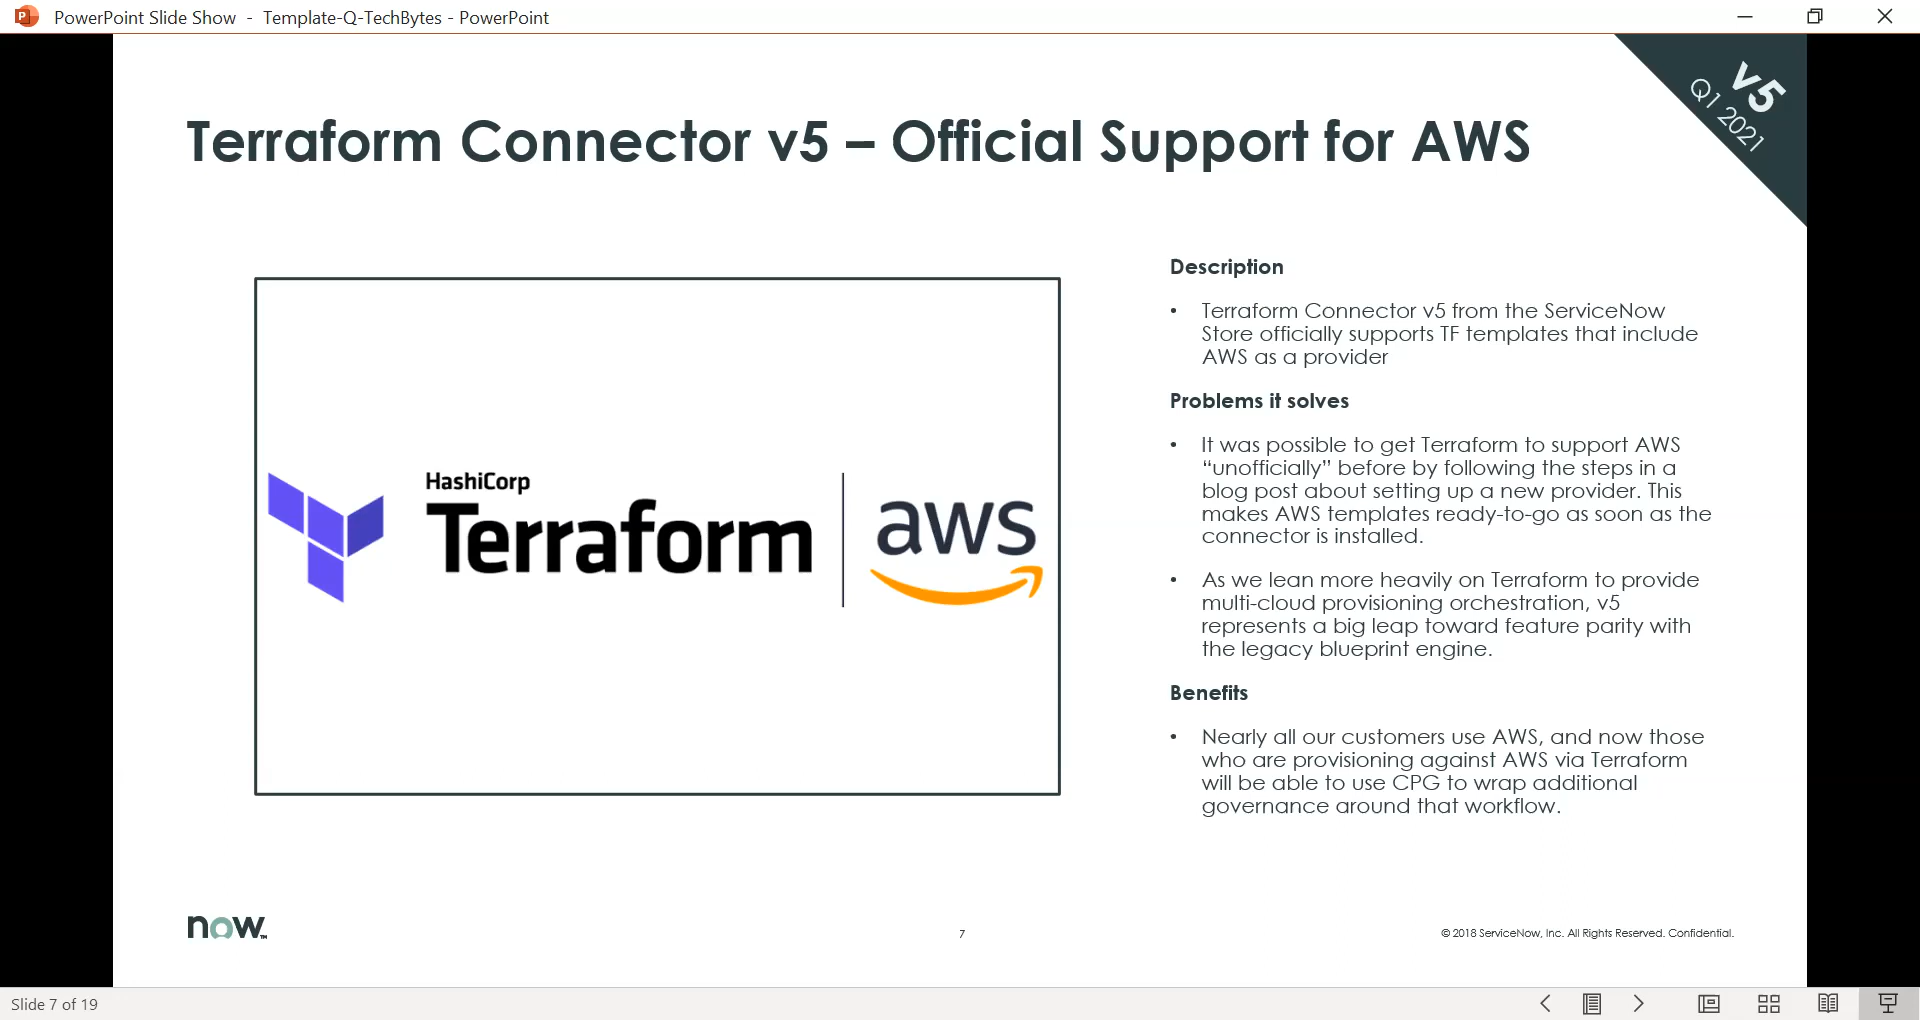 PowerPoint Slide Show - Template-Q-TechBytes - PowerPoint
v5
Q1 2021
Terraform Connector v5 – Official Support for AWS
HashiCorp
Terraform
aws
Description
• Terraform Connector v5 from the ServiceNow
Store officially supports TF templates that include
AWS as a provider
Problems it solves
• It was possible to get Terraform to support AWS
“unofficially” before by following the steps in a
blog post about setting up a new provider. This
makes AWS templates ready-to-go as soon as the
connector is installed.
• As we lean more heavily on Terraform to provide
multi-cloud provisioning orchestration, v5
represents a big leap toward feature parity with
the legacy blueprint engine.
Benefits
• Nearly all our customers use AWS, and now those
who are provisioning against AWS via Terraform
will be able to use CPG to wrap additional
governance around that workflow.
now™
7
© 2018 ServiceNow, Inc. All Rights Reserved. Confidential.
Slide 7 of 19